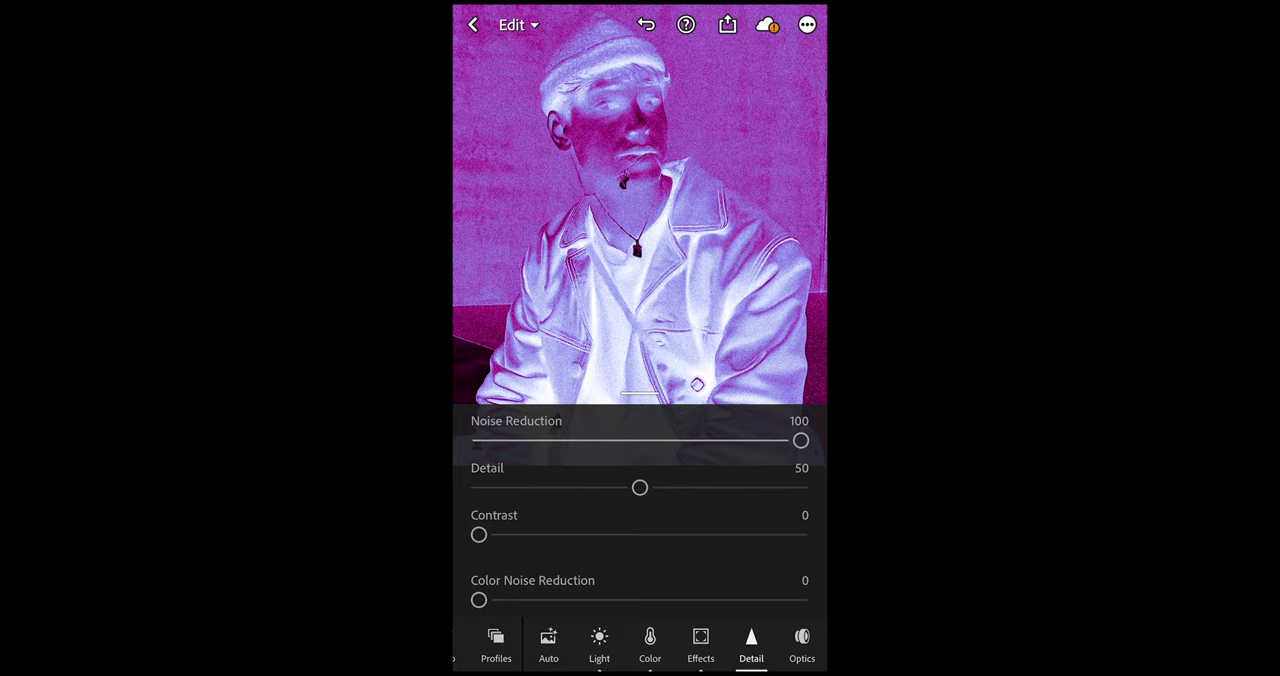 Edit
Noise Reduction 100
Detail 50
Contrast 0
Color Noise Reduction 0
Profiles Auto Light Color Effects Detail Optics